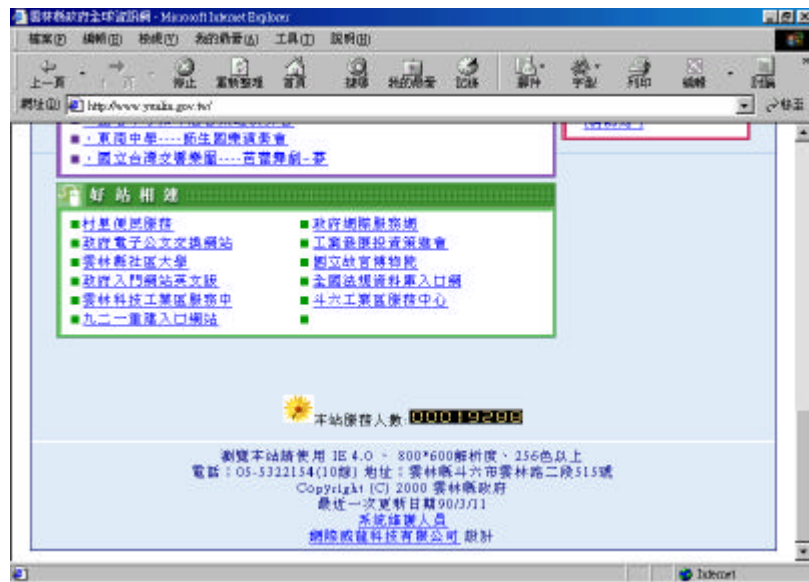 雲林縣政府全球資訊網 - Microsoft Internet Explorer
檔案(F) 編輯(E) 檢視(V) 我的最愛(A) 工具(T) 說明(H)
上一頁 停止 重新整理 首頁 搜尋 我的最愛 記錄 郵件 字型 列印 編輯 討論
網址(D) http://www.yunlin.gov.tw/ 移至
‧東南中學----師生國樂演奏會
‧國立台灣交響樂團----芭蕾舞劇-夢
好站相連
村里便民服務 政府網際服務網
政府電子公文交換網站 工業發展投資策進會
雲林縣社區大學 國立故宮博物院
政府入門網站英文版 全國法規資料庫入口網
雲林科技工業區服務中 斗六工業區服務中心
九二一重建入口網站
本站服務人數:00019288
瀏覽本站請使用 IE 4.0 、 800*600解析度、256色以上
電話：05-5322154(10線) 地址：雲林縣斗六市雲林路二段515號
Copyright (C) 2000 雲林縣政府
最近一次更新日期90/3/11
系統維護人員
網際威龍科技有限公司 設計
Internet